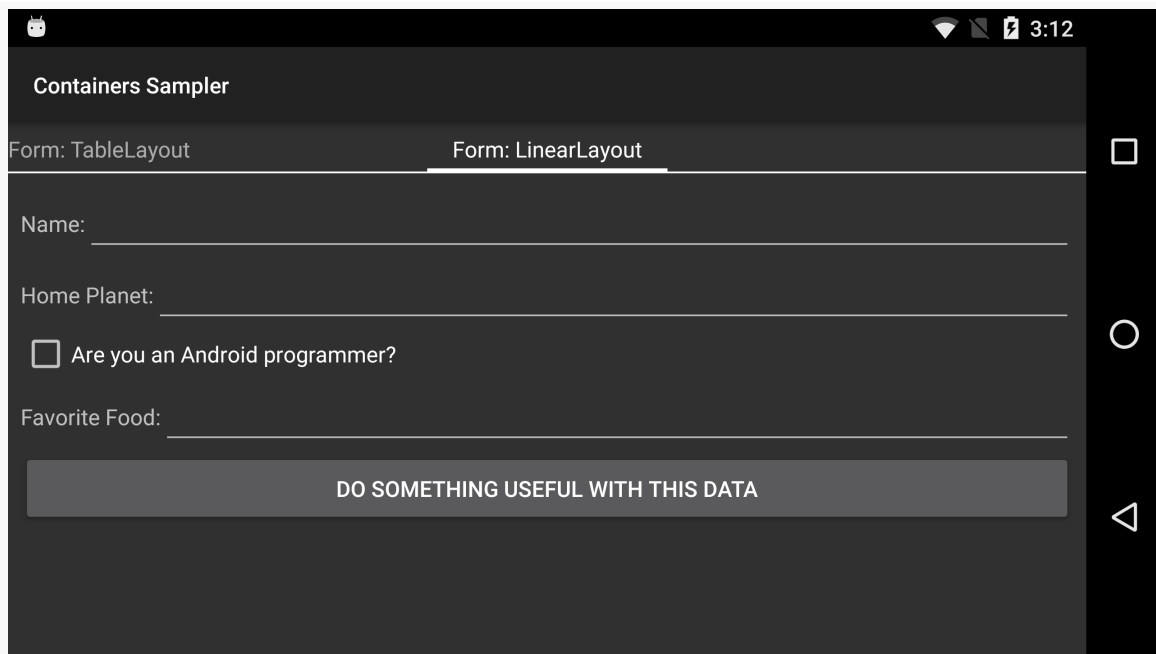 3:12
Containers Sampler
Form: TableLayout Form: LinearLayout
Name:
Home Planet:
Are you an Android programmer?
Favorite Food:
DO SOMETHING USEFUL WITH THIS DATA